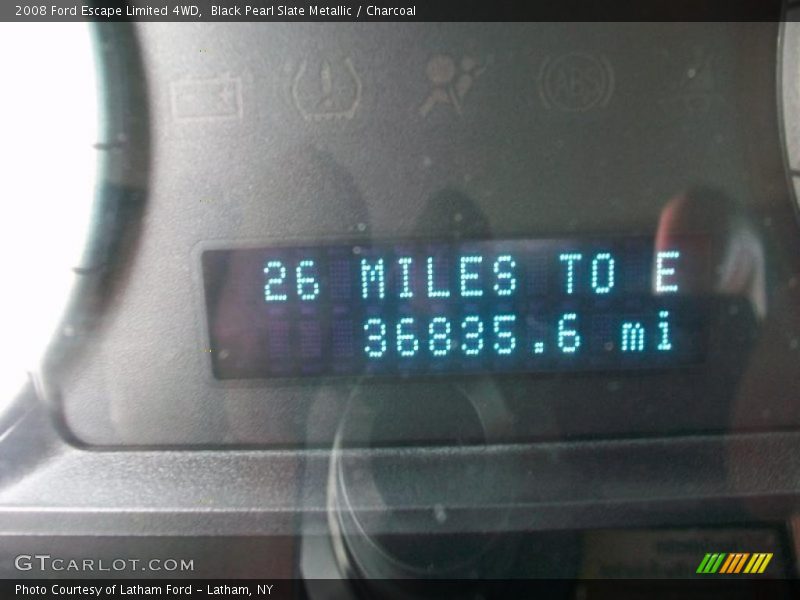 2008 Ford Escape Limited 4WD, Black Pearl Slate Metallic / Charcoal
ABS
26 MILES TO E
36835.6 mi
GTCARLOT.COM
Photo Courtesy of Latham Ford - Latham, NY